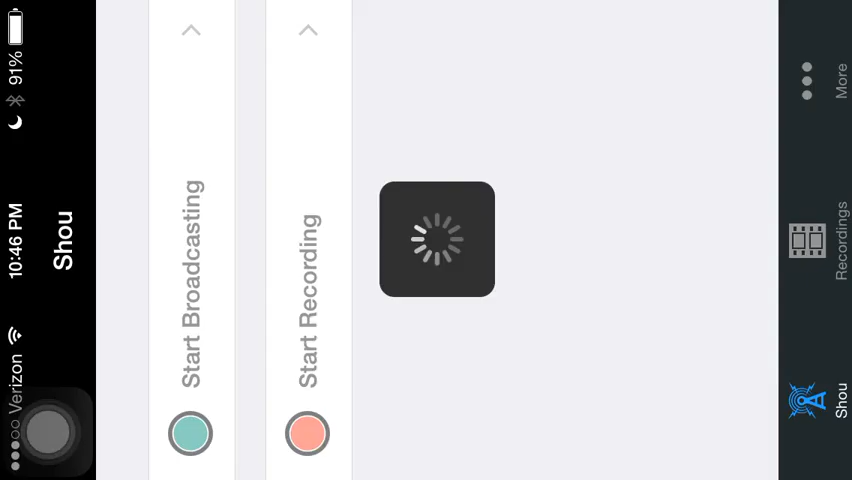 ●●●○○ Verizon 10:46 PM 91%
Shou
Start Broadcasting
Start Recording
Shou
Recordings
More